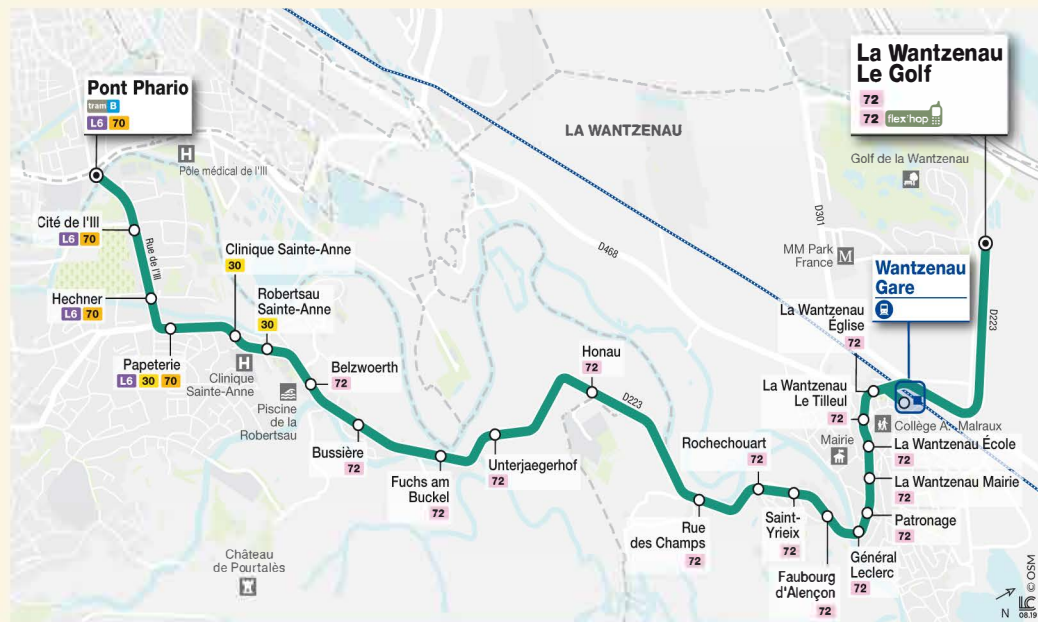 Pont Phario
tram B
L6 70
H
Pôle médical de l'Ill
Cité de l'Ill
L6 70
Rue de l'Ill
Hechner
L6 70
Papeterie
L6 30 70
Clinique Sainte-Anne
30
H
Clinique
Sainte-Anne
Robertsau
Sainte-Anne
30
Piscine
de la
Robertsau
Belzwoerth
72
Bussière
72
Fuchs am
Buckel
72
Unterjaegerhof
72
Château
de Pourtalès
Honau
72
D223
LA WANTZENAU
D468
Rue
des Champs
72
Rochechouart
72
Saint-
Yrieix
72
Faubourg
d'Alençon
72
Général
Leclerc
72
Patronage
72
La Wantzenau Mairie
72
La Wantzenau École
72
Mairie
Collège A. Malraux
La Wantzenau
Le Tilleul
72
La Wantzenau
Église
72
Wantzenau
Gare
MM Park
France
M
D301
Golf de la Wantzenau
D223
La Wantzenau
Le Golf
72
72 flex'hop
N
LC
08.19
© OSM